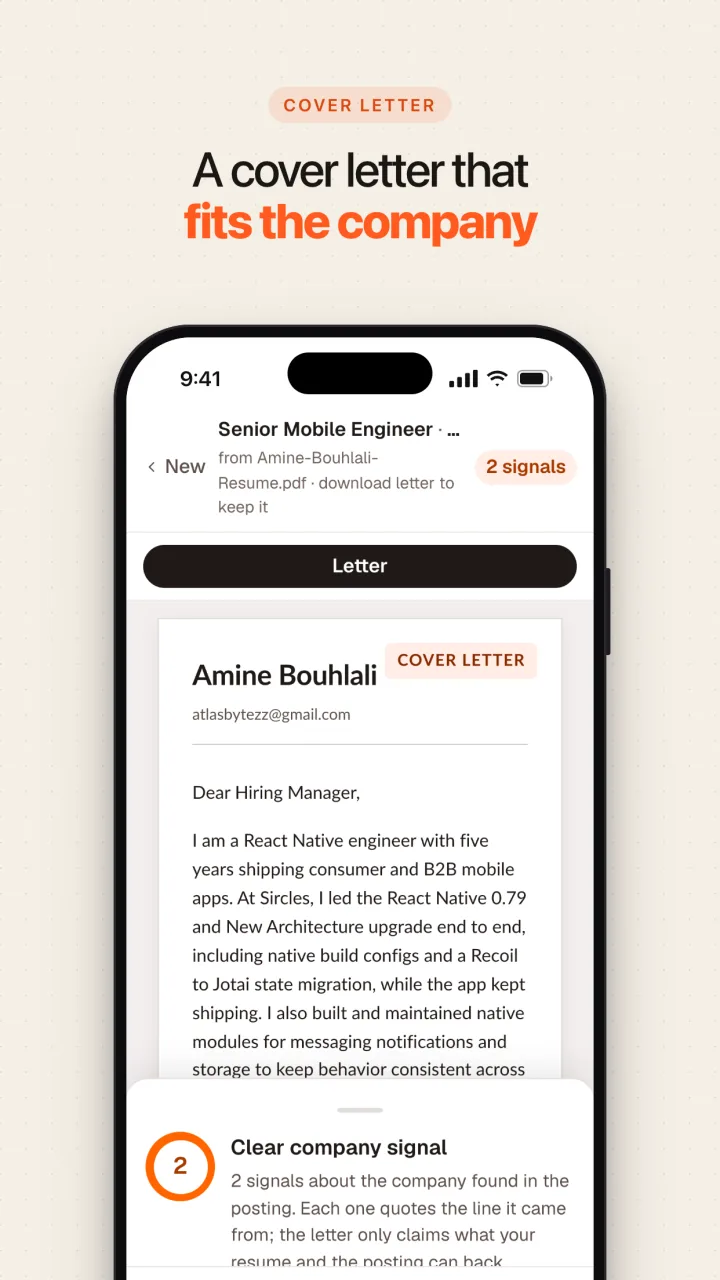 COVER LETTER
A cover letter that
fits the company
9:41
Senior Mobile Engineer · ...
‹ New
from Amine-Bouhlali-
Resume.pdf · download letter to
keep it
2 signals
Letter
Amine Bouhlali
COVER LETTER
atlasbytezz@gmail.com
Dear Hiring Manager,
I am a React Native engineer with five
years shipping consumer and B2B mobile
apps. At Sircles, I led the React Native 0.79
and New Architecture upgrade end to end,
including native build configs and a Recoil
to Jotai state migration, while the app kept
shipping. I also built and maintained native
modules for messaging notifications and
storage to keep behavior consistent across
2
Clear company signal
2 signals about the company found in the
posting. Each one quotes the line it came
from; the letter only claims what your
resume and the posting can back